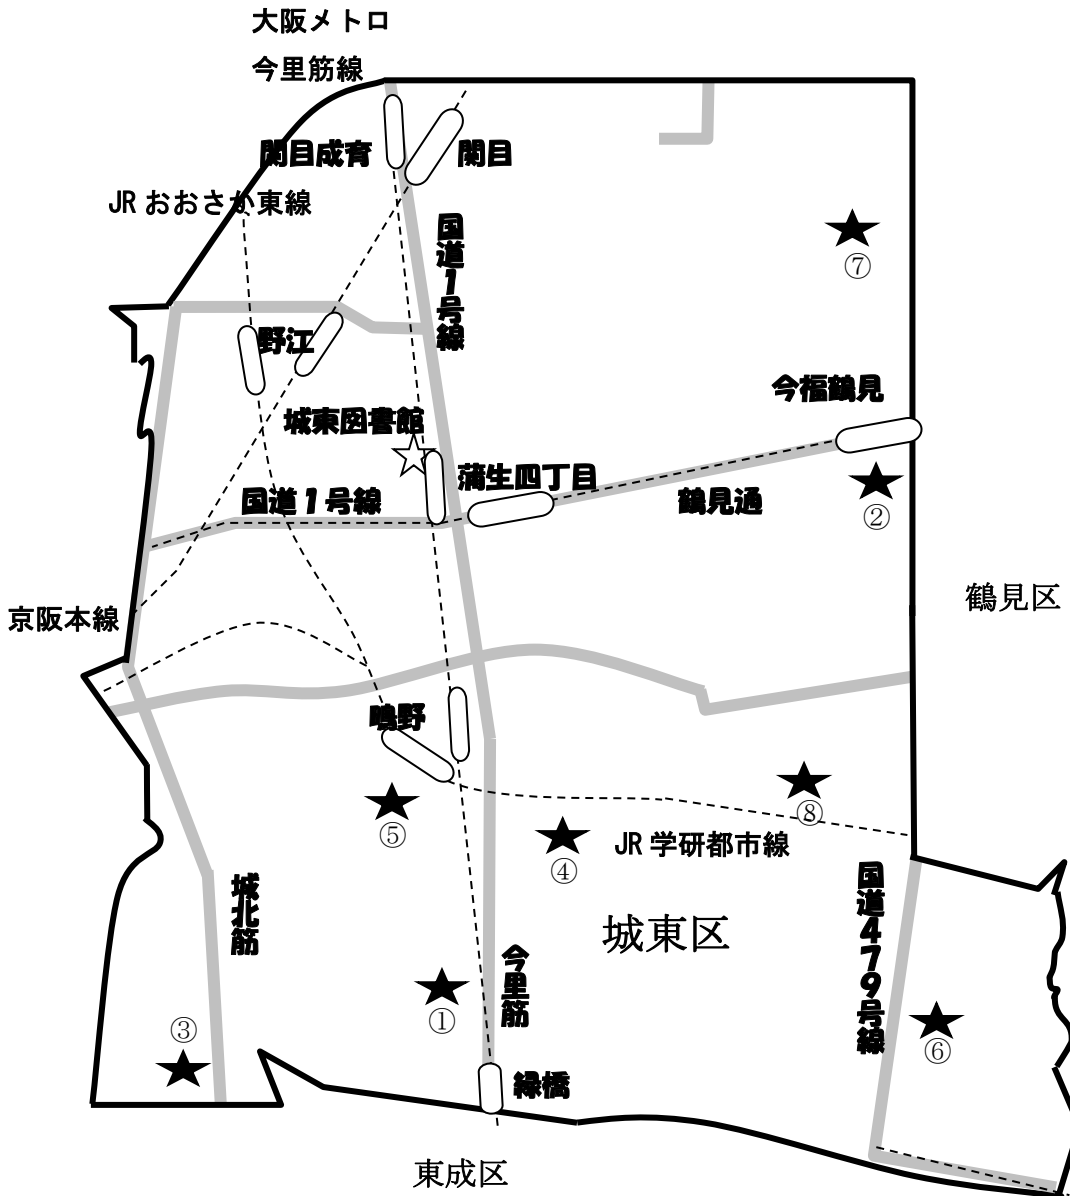 大阪メトロ
今里筋線
関目成育
関目
JRおおさか東線
国道1号線
⑦
野江
今福鶴見
城東図書館
蒲生四丁目
国道1号線
鶴見通
②
鶴見区
京阪本線
鴫野
⑤
⑧
④
JR学研都市線
城北筋
国道479号線
城東区
今里筋
①
③
⑥
緑橋
東成区